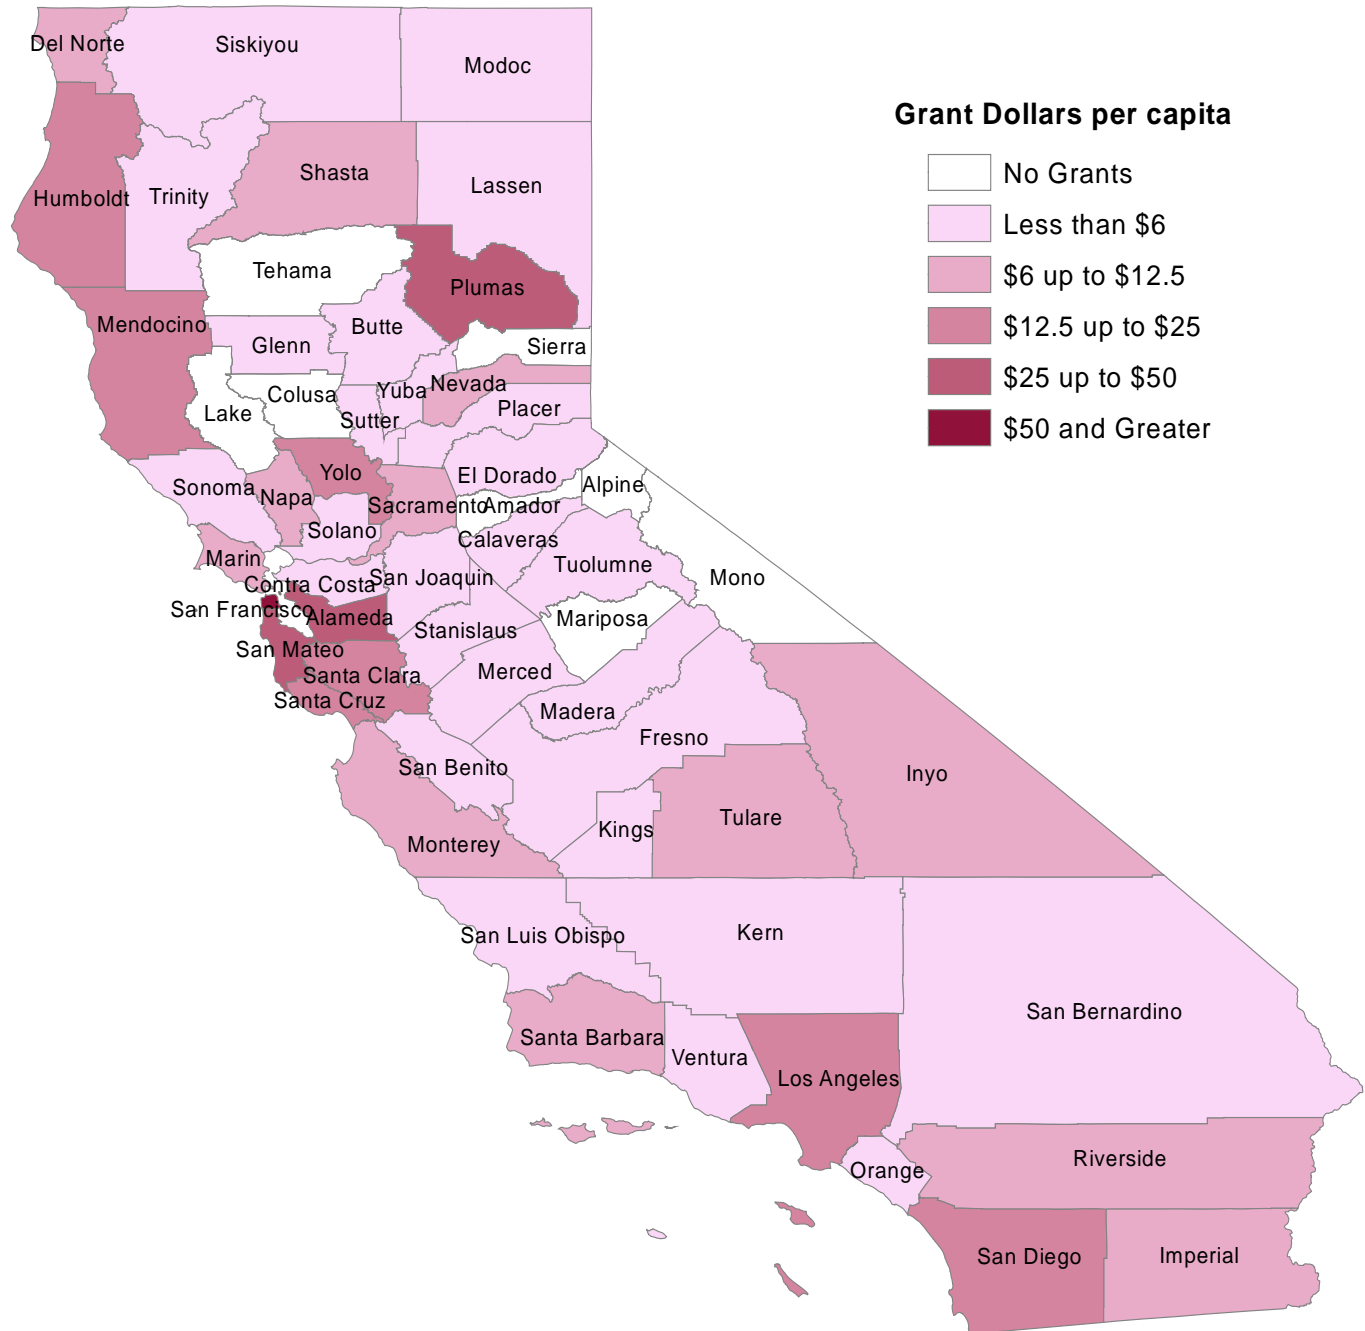 Del Norte
Siskiyou
Modoc
Grant Dollars per capita
No Grants
Less than $6
$6 up to $12.5
$12.5 up to $25
$25 up to $50
$50 and Greater
Humboldt
Trinity
Shasta
Lassen
Tehama
Plumas
Mendocino
Butte
Glenn
Sierra
Colusa
Yuba
Nevada
Lake
Sutter
Placer
Yolo
El Dorado
Sonoma
Napa
Alpine
Sacramento
Amador
Solano
Calaveras
Marin
Tuolumne
Contra Costa
San Joaquin
Mono
San Francisco
Alameda
Mariposa
Stanislaus
San Mateo
Santa Clara
Merced
Santa Cruz
Madera
Fresno
San Benito
Inyo
Kings
Tulare
Monterey
San Luis Obispo
Kern
San Bernardino
Santa Barbara
Ventura
Los Angeles
Orange
Riverside
San Diego
Imperial